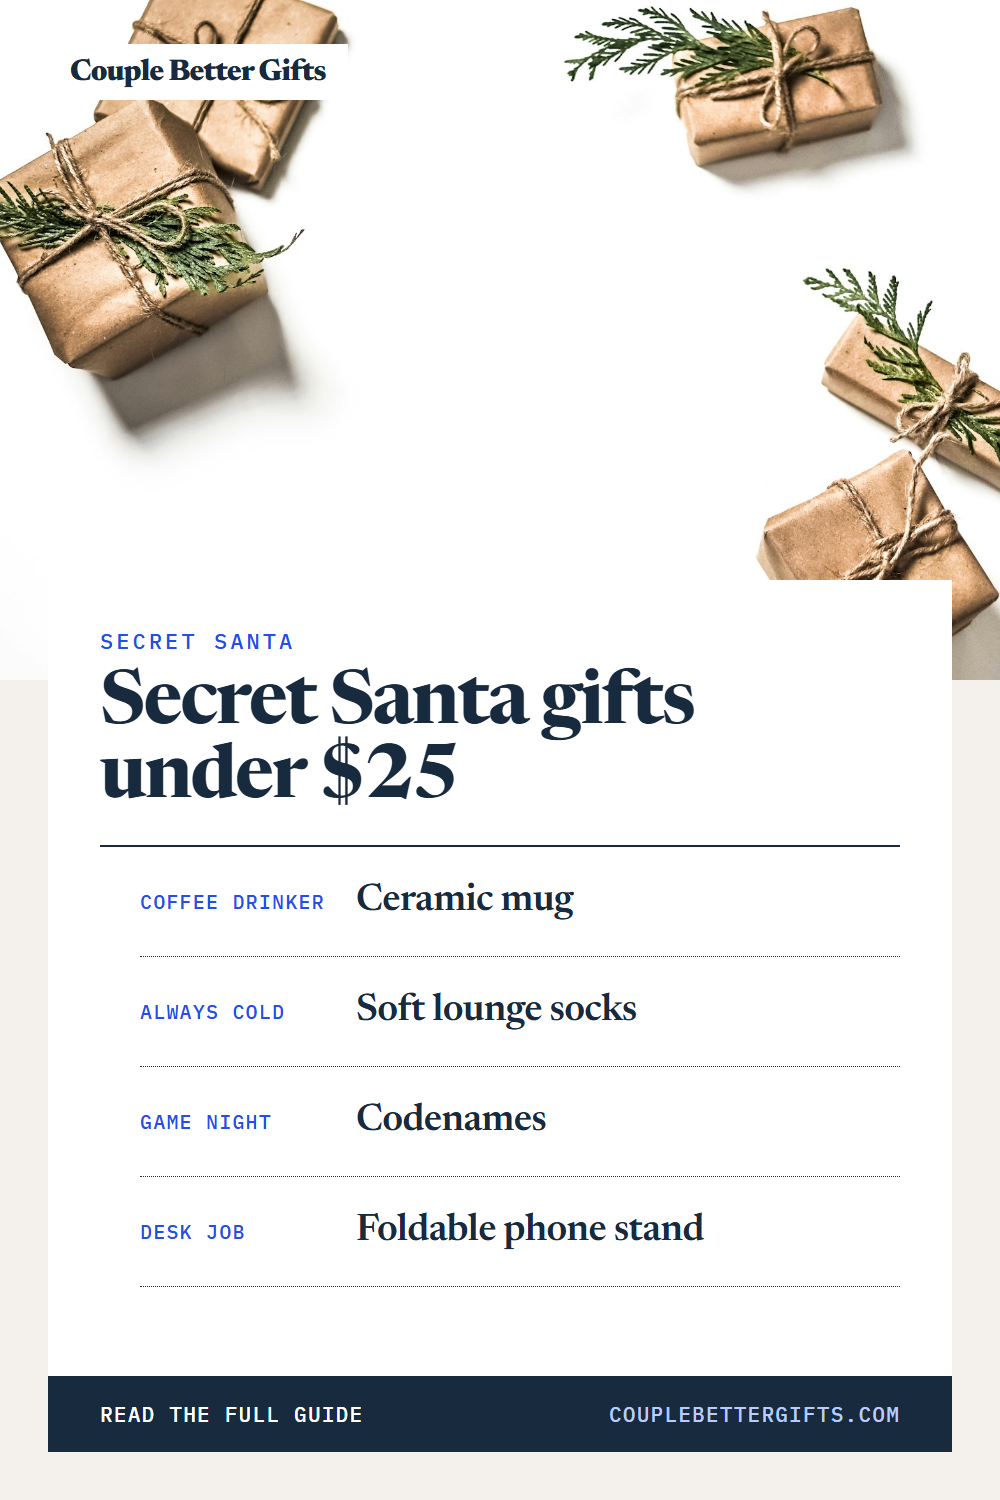 Couple Better Gifts
SECRET SANTA
Secret Santa gifts
under $25
COFFEE DRINKER Ceramic mug
ALWAYS COLD Soft lounge socks
GAME NIGHT Codenames
DESK JOB Foldable phone stand
READ THE FULL GUIDE COUPLEBETTERGIFTS.COM